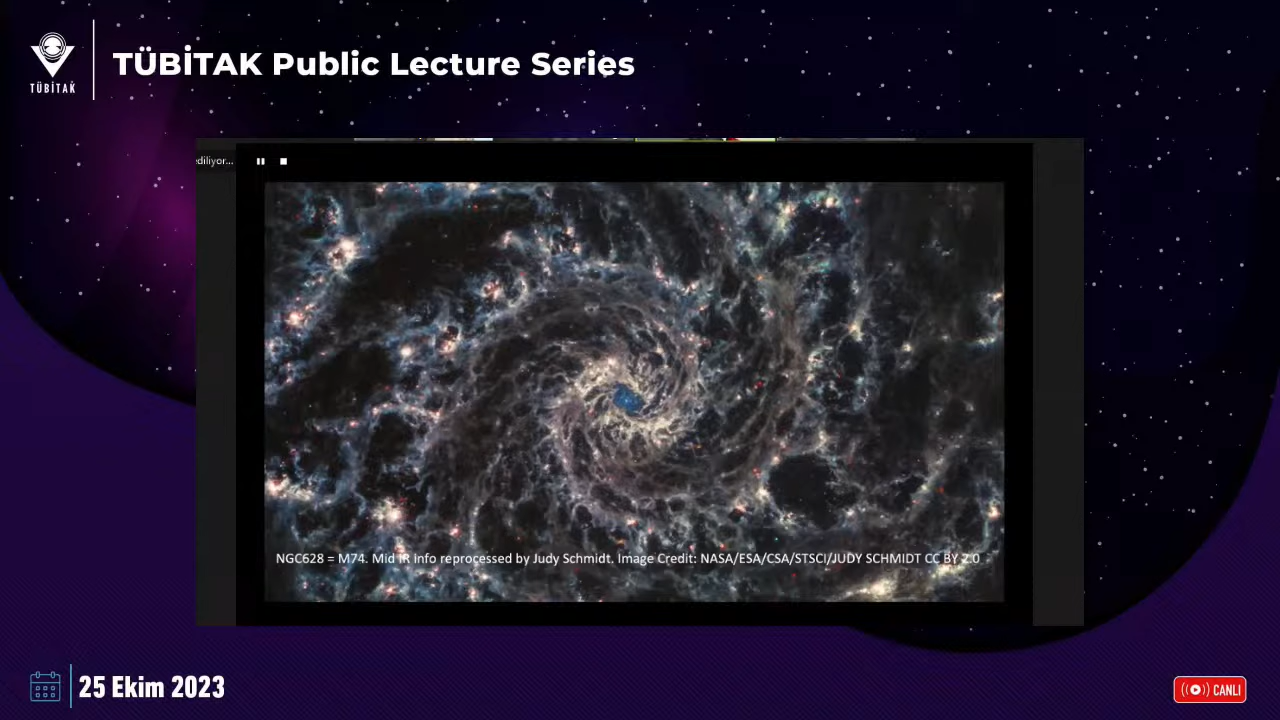 TÜBİTAK
TÜBİTAK Public Lecture Series
ediliyor...
NGC628 = M74. Mid IR info reprocessed by Judy Schmidt. Image Credit: NASA/ESA/CSA/STSCI/JUDY SCHMIDT CC BY 2.0
25 Ekim 2023
CANLI